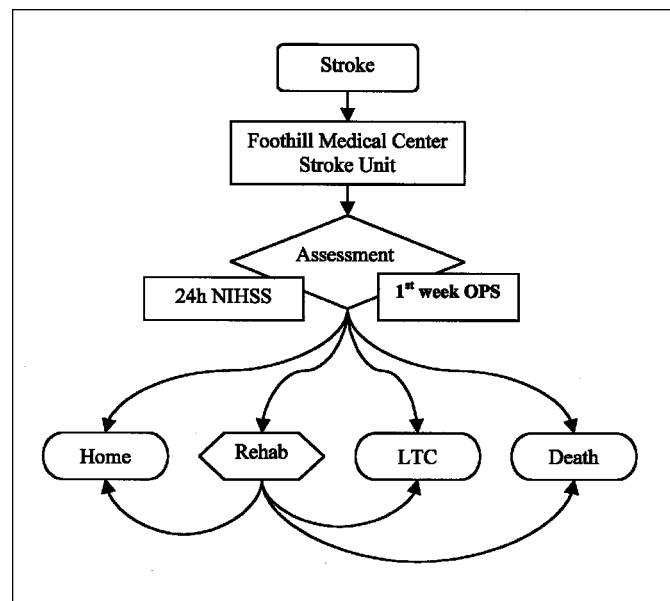 Stroke
Foothill Medical Center
Stroke Unit
Assessment
24h NIHSS
1st week OPS
Home
Rehab
LTC
Death